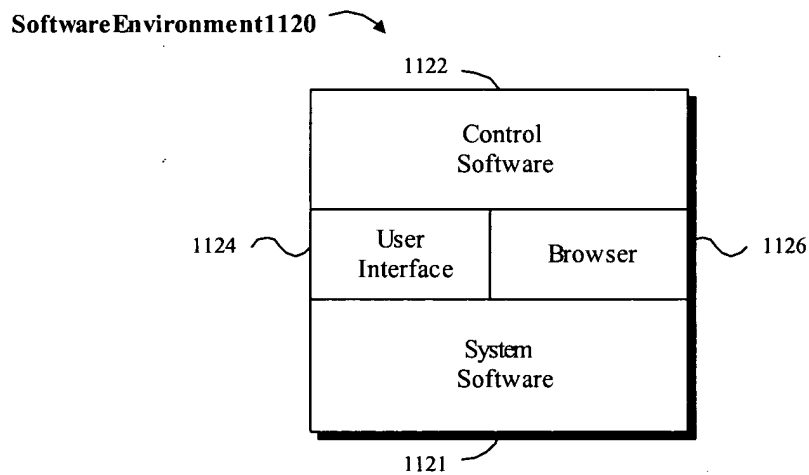 SoftwareEnvironment1120
1122
Control
Software
1124
User
Interface
Browser
1126
System
Software
1121